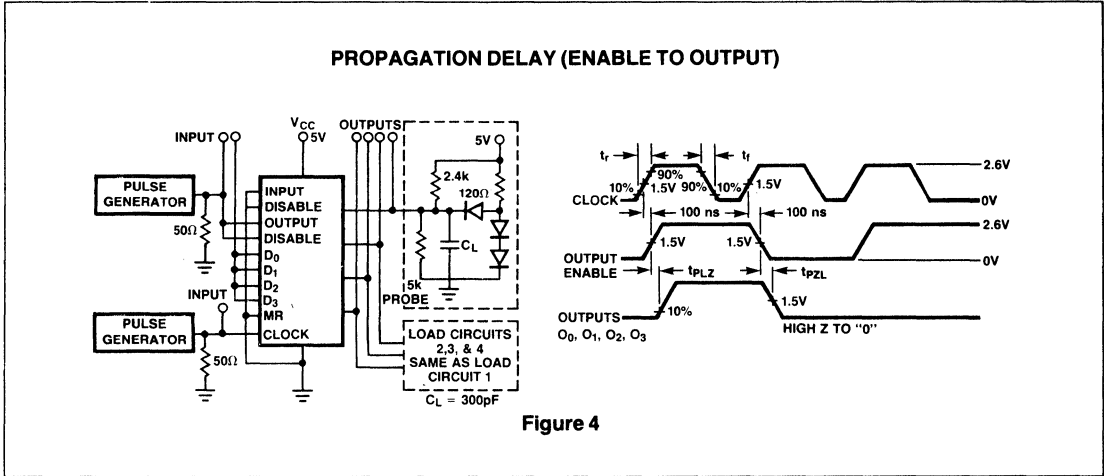 PROPAGATION DELAY (ENABLE TO OUTPUT)
INPUT
VCC
5V
OUTPUTS
5V
2.4k
120Ω
PULSE
GENERATOR
50Ω
INPUT
DISABLE
OUTPUT
DISABLE
D0
D1
D2
D3
MR
CLOCK
CL
5k
PROBE
INPUT
PULSE
GENERATOR
50Ω
LOAD CIRCUITS
2,3, & 4
SAME AS LOAD
CIRCUIT 1
CL = 300pF
tr
tf
90%
90%
10%
10%
1.5V
1.5V
2.6V
0V
CLOCK
100 ns
100 ns
2.6V
1.5V
1.5V
0V
OUTPUT
ENABLE
tPLZ
tPZL
10%
1.5V
OUTPUTS
O0, O1, O2, O3
HIGH Z TO "0"
Figure 4